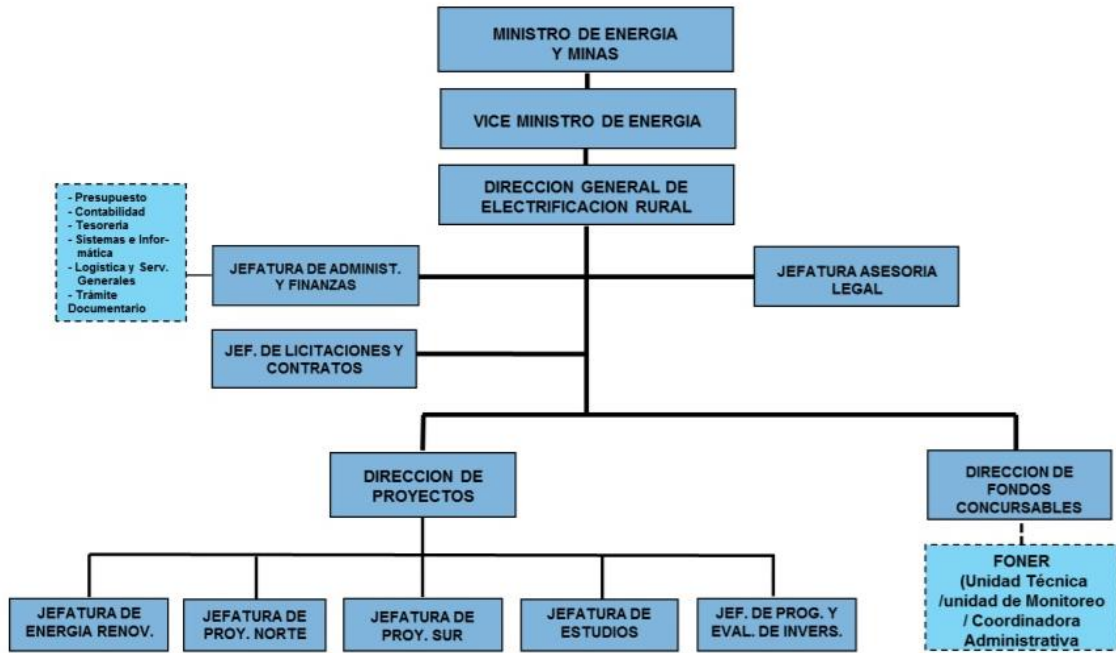 MINISTRO DE ENERGIA
Y MINAS
VICE MINISTRO DE ENERGIA
DIRECCION GENERAL DE
ELECTRIFICACION RURAL
- Presupuesto
- Contabilidad
- Tesorería
- Sistemas e Infor-
mática
- Logística y Serv.
Generales
- Trámite
Documentario
JEFATURA DE ADMINIST.
Y FINANZAS
JEFATURA ASESORIA
LEGAL
JEF. DE LICITACIONES Y
CONTRATOS
DIRECCION DE
PROYECTOS
DIRECCION DE
FONDOS
CONCURSABLES
JEFATURA DE
ENERGIA RENOV.
JEFATURA DE
PROY. NORTE
JEFATURA DE
PROY. SUR
JEFATURA DE
ESTUDIOS
JEF. DE PROG. Y
EVAL. DE INVERS.
FONER
(Unidad Técnica
/unidad de Monitoreo
/ Coordinadora
Administrativa